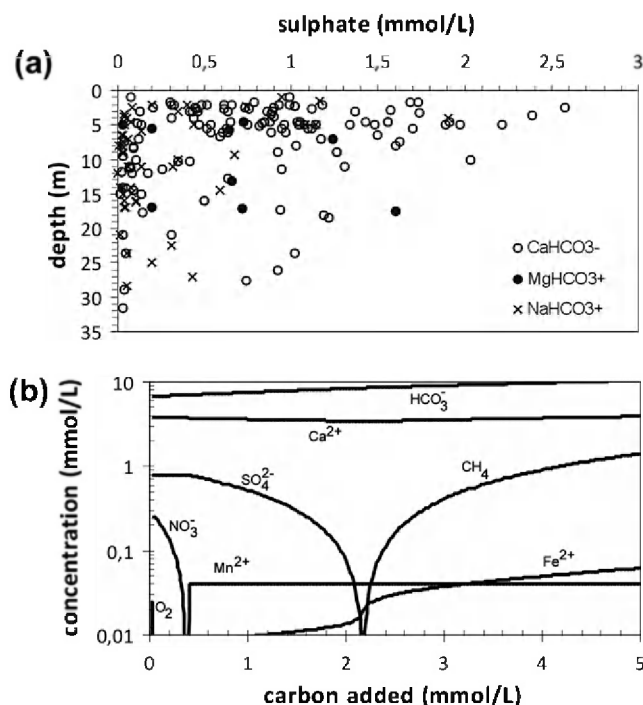 sulphate (mmol/L)
(a)
0 0,5 1 1,5 2 2,5 3
0
5
10
15
20
25
30
35
depth (m)
CaHCO3-
MgHCO3+
NaHCO3+
(b)
10
1
0,1
0,01
concentration (mmol/L)
HCO₃⁻
Ca²⁺
SO₄²⁻
CH₄
NO₃⁻
Mn²⁺
Fe²⁺
O₂
0 1 2 3 4 5
carbon added (mmol/L)